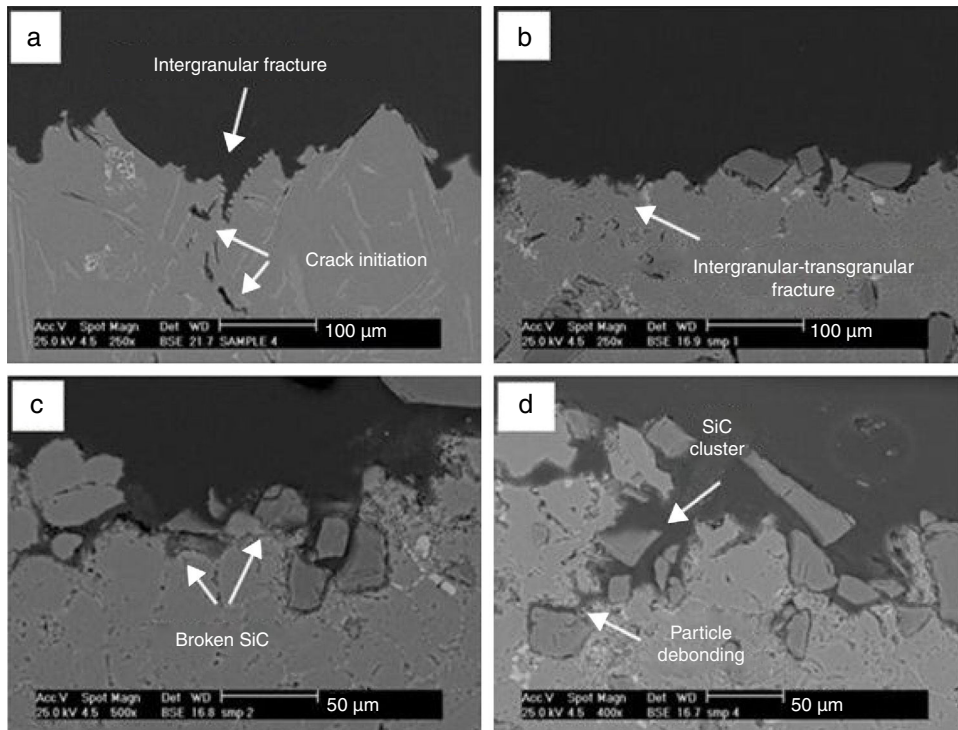 a
Intergranular fracture
Crack initiation
Acc.V Spot Magn Det WD
25.0 kV 4.5 250x BSE 21.7 SAMPLE 4
100 µm
b
Intergranular-transgranular
fracture
Acc.V Spot Magn Det WD
25.0 kV 4.5 250x BSE 16.9 smp 1
100 µm
c
Broken SiC
Acc.V Spot Magn Det WD
25.0 kV 4.5 500x BSE 16.8 smp 2
50 µm
d
SiC
cluster
Particle
debonding
Acc.V Spot Magn Det WD
25.0 kV 4.5 400x BSE 16.7 smp 4
50 µm